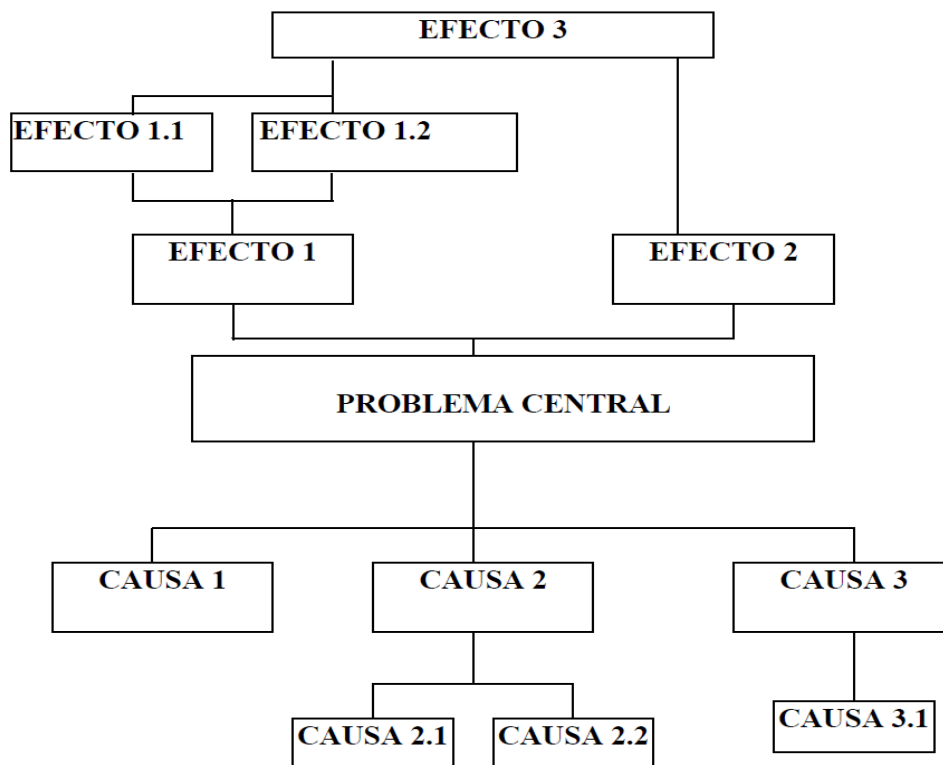 EFECTO 3
EFECTO 1.1
EFECTO 1.2
EFECTO 1
EFECTO 2
PROBLEMA CENTRAL
CAUSA 1
CAUSA 2
CAUSA 3
CAUSA 2.1
CAUSA 2.2
CAUSA 3.1